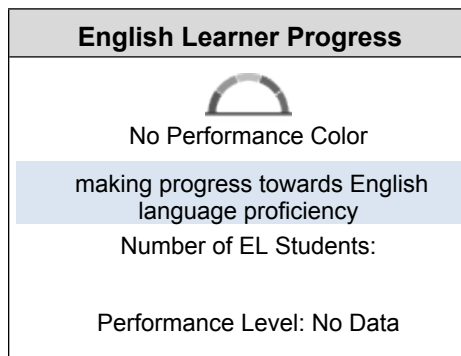 English Learner Progress
No Performance Color
making progress towards English
language proficiency
Number of EL Students:
Performance Level: No Data